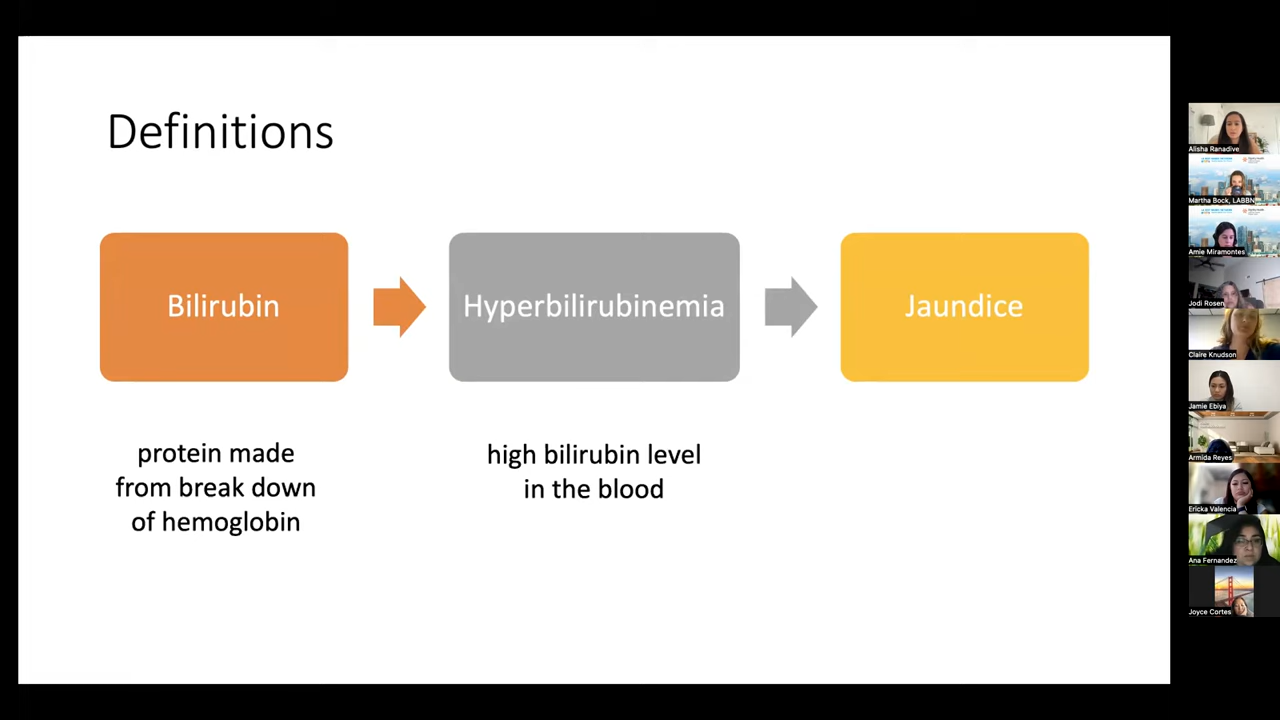 Definitions
Bilirubin
Hyperbilirubinemia
Jaundice
protein made
from break down
of hemoglobin
high bilirubin level
in the blood
Alisha Ranadive
Martha Bock, LABBN
Amie Miramontes
Jodi Rosen
Claire Knudson
Jamie Ebiya
Armida Reyes
Ericka Valencia
Ana Fernandez
Joyce Cortes